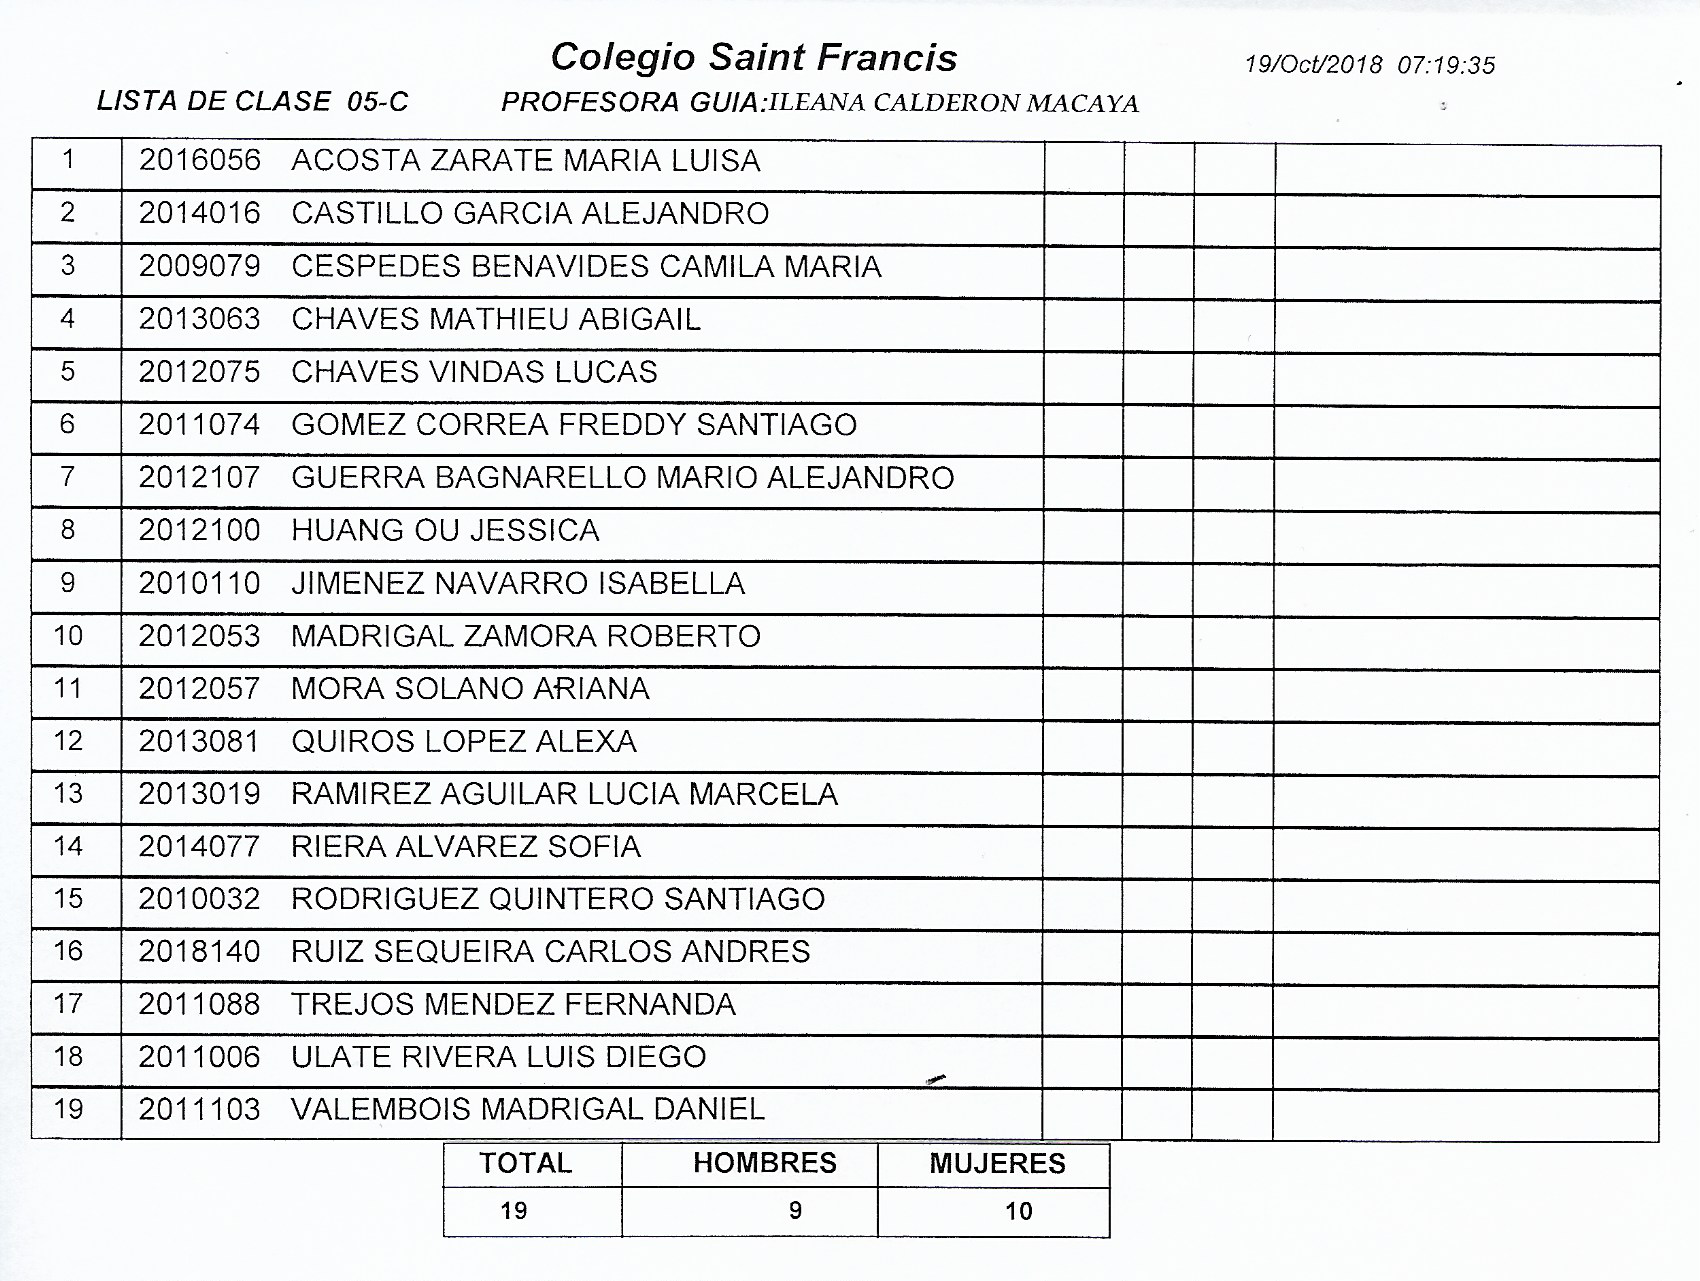 Colegio Saint Francis 19/Oct/2018 07:19:35
LISTA DE CLASE 05-C PROFESORA GUIA:ILEANA CALDERON MACAYA
1 2016056 ACOSTA ZARATE MARIA LUISA
2 2014016 CASTILLO GARCIA ALEJANDRO
3 2009079 CESPEDES BENAVIDES CAMILA MARIA
4 2013063 CHAVES MATHIEU ABIGAIL
5 2012075 CHAVES VINDAS LUCAS
6 2011074 GOMEZ CORREA FREDDY SANTIAGO
7 2012107 GUERRA BAGNARELLO MARIO ALEJANDRO
8 2012100 HUANG OU JESSICA
9 2010110 JIMENEZ NAVARRO ISABELLA
10 2012053 MADRIGAL ZAMORA ROBERTO
11 2012057 MORA SOLANO ARIANA
12 2013081 QUIROS LOPEZ ALEXA
13 2013019 RAMIREZ AGUILAR LUCIA MARCELA
14 2014077 RIERA ALVAREZ SOFIA
15 2010032 RODRIGUEZ QUINTERO SANTIAGO
16 2018140 RUIZ SEQUEIRA CARLOS ANDRES
17 2011088 TREJOS MENDEZ FERNANDA
18 2011006 ULATE RIVERA LUIS DIEGO
19 2011103 VALEMBOIS MADRIGAL DANIEL
TOTAL HOMBRES MUJERES
19 9 10